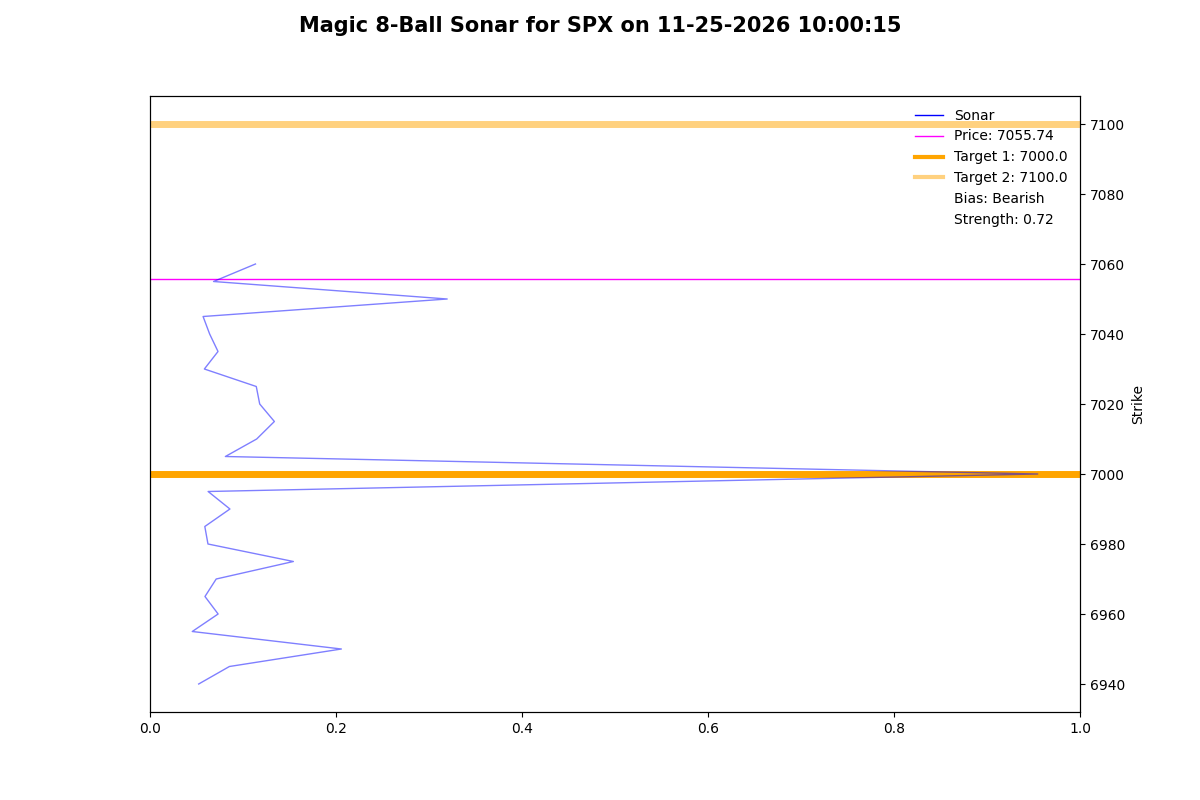 Magic 8-Ball Sonar for SPX on 11-25-2026 10:00:15
Sonar
Price: 7055.74
Target 1: 7000.0
Target 2: 7100.0
Bias: Bearish
Strength: 0.72
7100
7080
7060
7040
7020
7000
6980
6960
6940
Strike
0.0 0.2 0.4 0.6 0.8 1.0